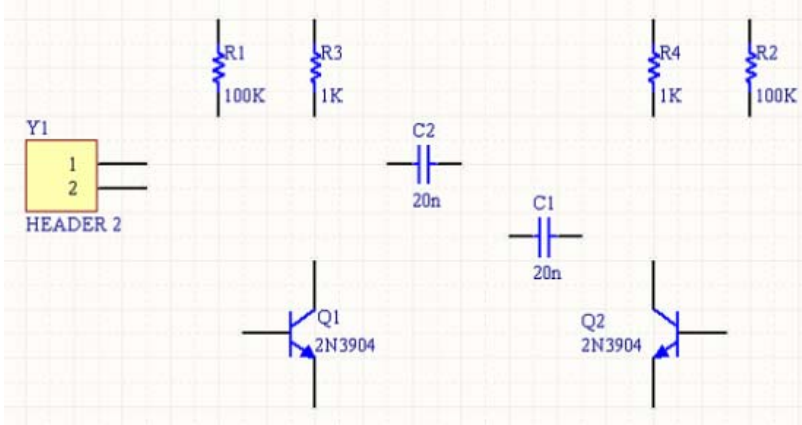 R1
R3
R4
R2
100K
1K
1K
100K
Y1
1
2
HEADER 2
C2
20n
C1
20n
Q1
2N3904
Q2
2N3904